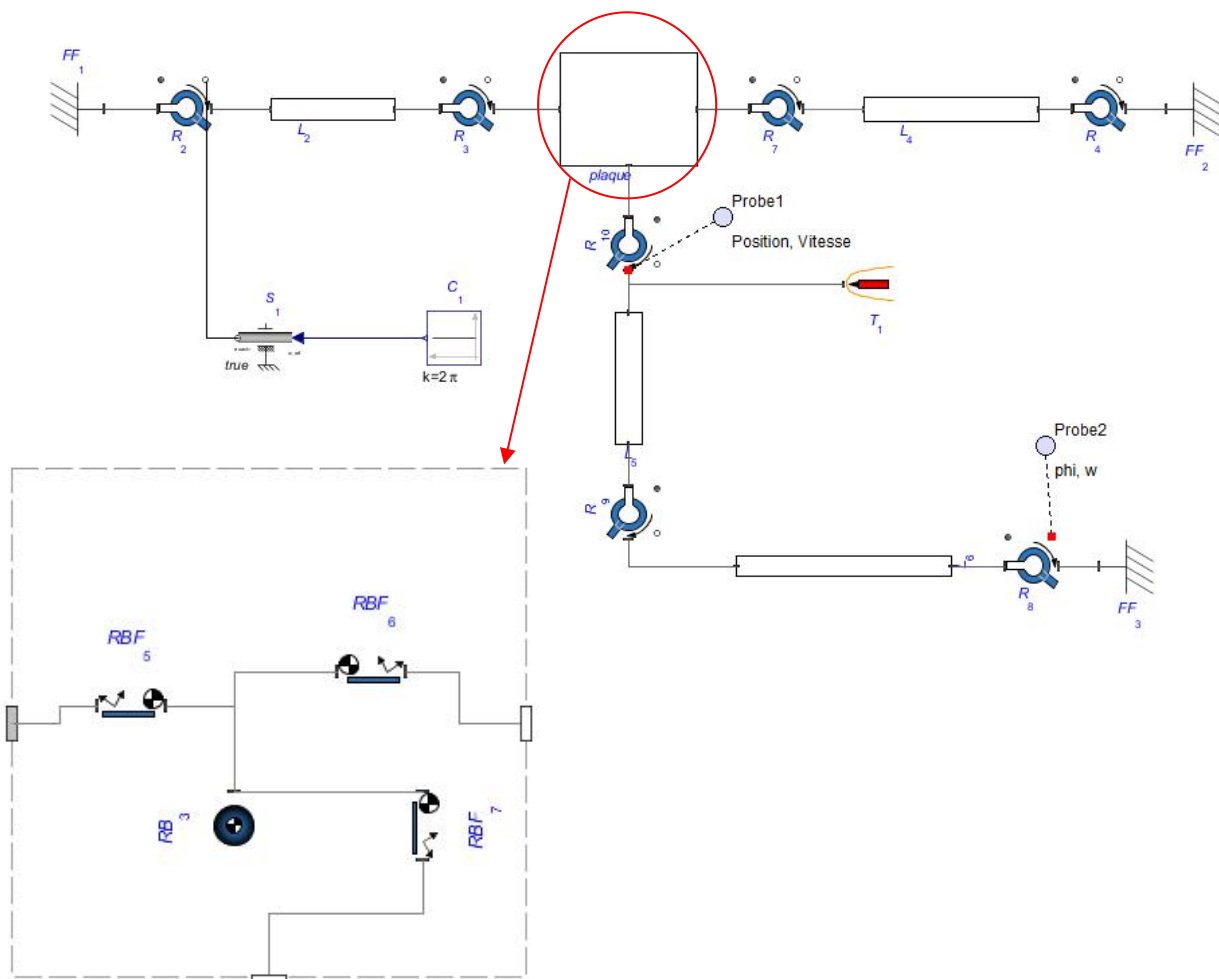 FF 1
R 2
L 2
R 3
plaque
R 7
L 4
R 4
FF 2
R 10
Probe1
Position, Vitesse
S 1
C 1
true
k=2 π
T 1
L 5
R 9
Probe2
phi, w
R 8
FF 3
RBF 5
RBF 6
RB 3
RBF 7